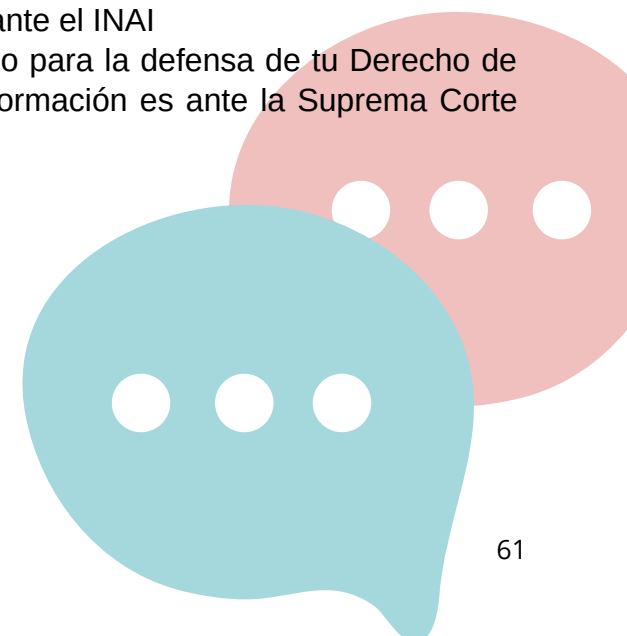 ante el INAI
o para la defensa de tu Derecho de
ormación es ante la Suprema Corte
61